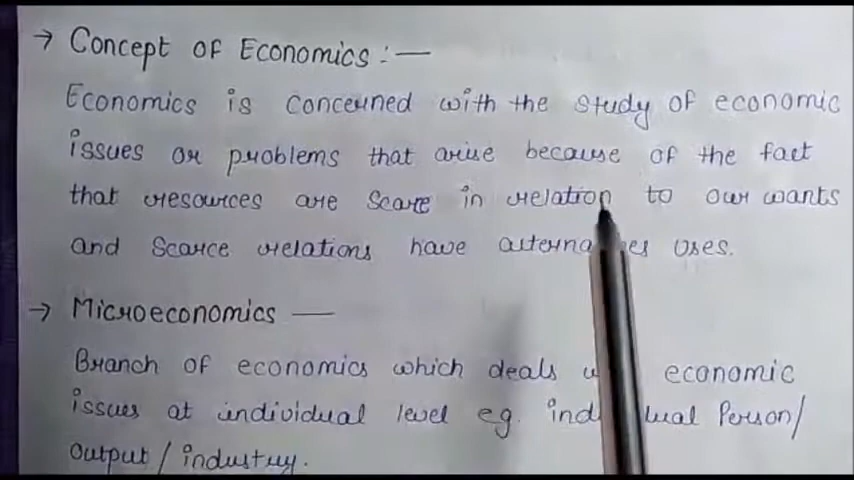 → Concept of Economics :—
Economics is concerned with the study of economic
issues or problems that arise because of the fact
that resources are Scare in relation to our wants
and Scarce relations have uses.
→ Microeconomics —
Branch of economics which deals economic
issues at individual level eg. Person/
output / industry.